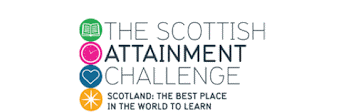 THE SCOTTISH
ATTAINMENT
CHALLENGE
SCOTLAND: THE BEST PLACE
IN THE WORLD TO LEARN